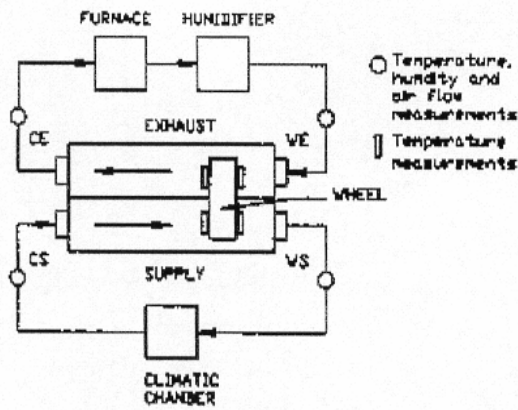 FURNACE
HUMIDIFIER
Temperature,
humidity and
air flow
measurements
Temperature
measurements
CE
EXHAUST
WE
WHEEL
CS
SUPPLY
WS
CLIMATIC
CHAMBER